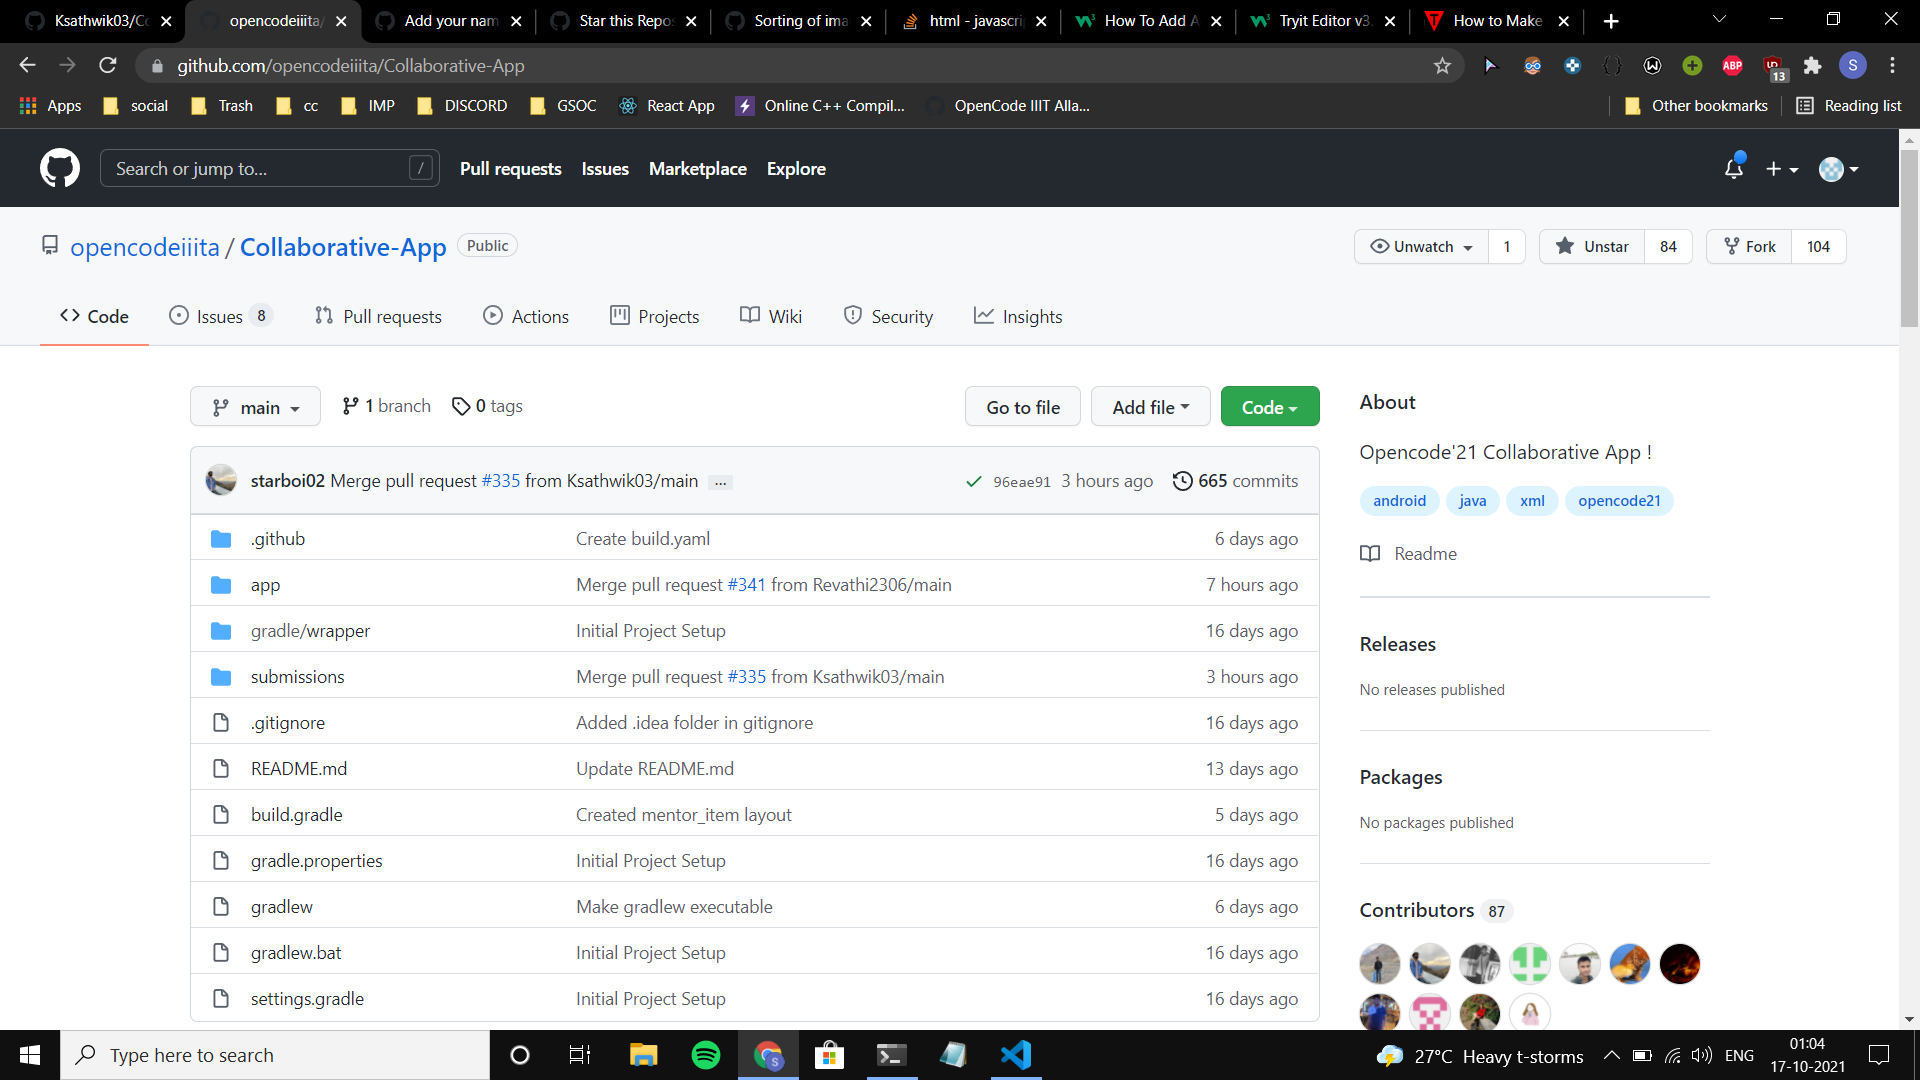 Ksathwik03/Co
opencodeiiita/
Add your nam
Star this Repos
Sorting of ima
html - javascri
How To Add A
Tryit Editor v3.
How to Make
github.com/opencodeiiita/Collaborative-App
ABP
13
S
Apps
social
Trash
cc
IMP
DISCORD
GSOC
React App
Online C++ Compil...
OpenCode IIIT Alla...
Other bookmarks
Reading list
Search or jump to...
/
Pull requests
Issues
Marketplace
Explore
opencodeiiita / Collaborative-App
Public
Unwatch
1
Unstar
84
Fork
104
Code
Issues
8
Pull requests
Actions
Projects
Wiki
Security
Insights
main
1 branch
0 tags
Go to file
Add file
Code
starboi02 Merge pull request #335 from Ksathwik03/main
...
96eae91 3 hours ago
665 commits
.github
Create build.yaml
6 days ago
app
Merge pull request #341 from Revathi2306/main
7 hours ago
gradle/wrapper
Initial Project Setup
16 days ago
submissions
Merge pull request #335 from Ksathwik03/main
3 hours ago
.gitignore
Added .idea folder in gitignore
16 days ago
README.md
Update README.md
13 days ago
build.gradle
Created mentor_item layout
5 days ago
gradle.properties
Initial Project Setup
16 days ago
gradlew
Make gradlew executable
6 days ago
gradlew.bat
Initial Project Setup
16 days ago
settings.gradle
Initial Project Setup
16 days ago
About
Opencode'21 Collaborative App !
android
java
xml
opencode21
Readme
Releases
No releases published
Packages
No packages published
Contributors
87
Type here to search
S
27°C Heavy t-storms
ENG
01:04
17-10-2021